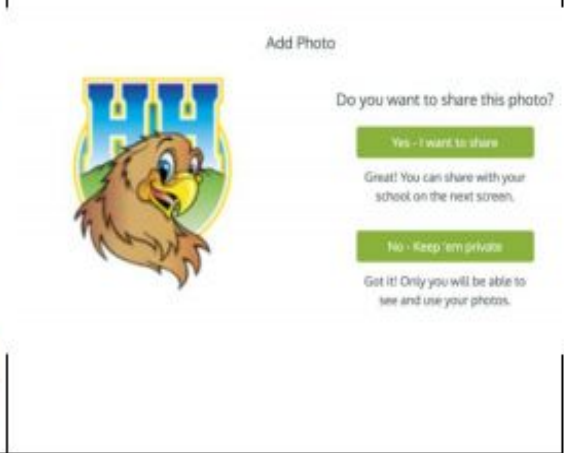 Add Photo
HH
Do you want to share this photo?
Yes - I want to share
Great! You can share with your
school on the next screen.
No - Keep 'em private
Got it! Only you will be able to
see and use your photos.